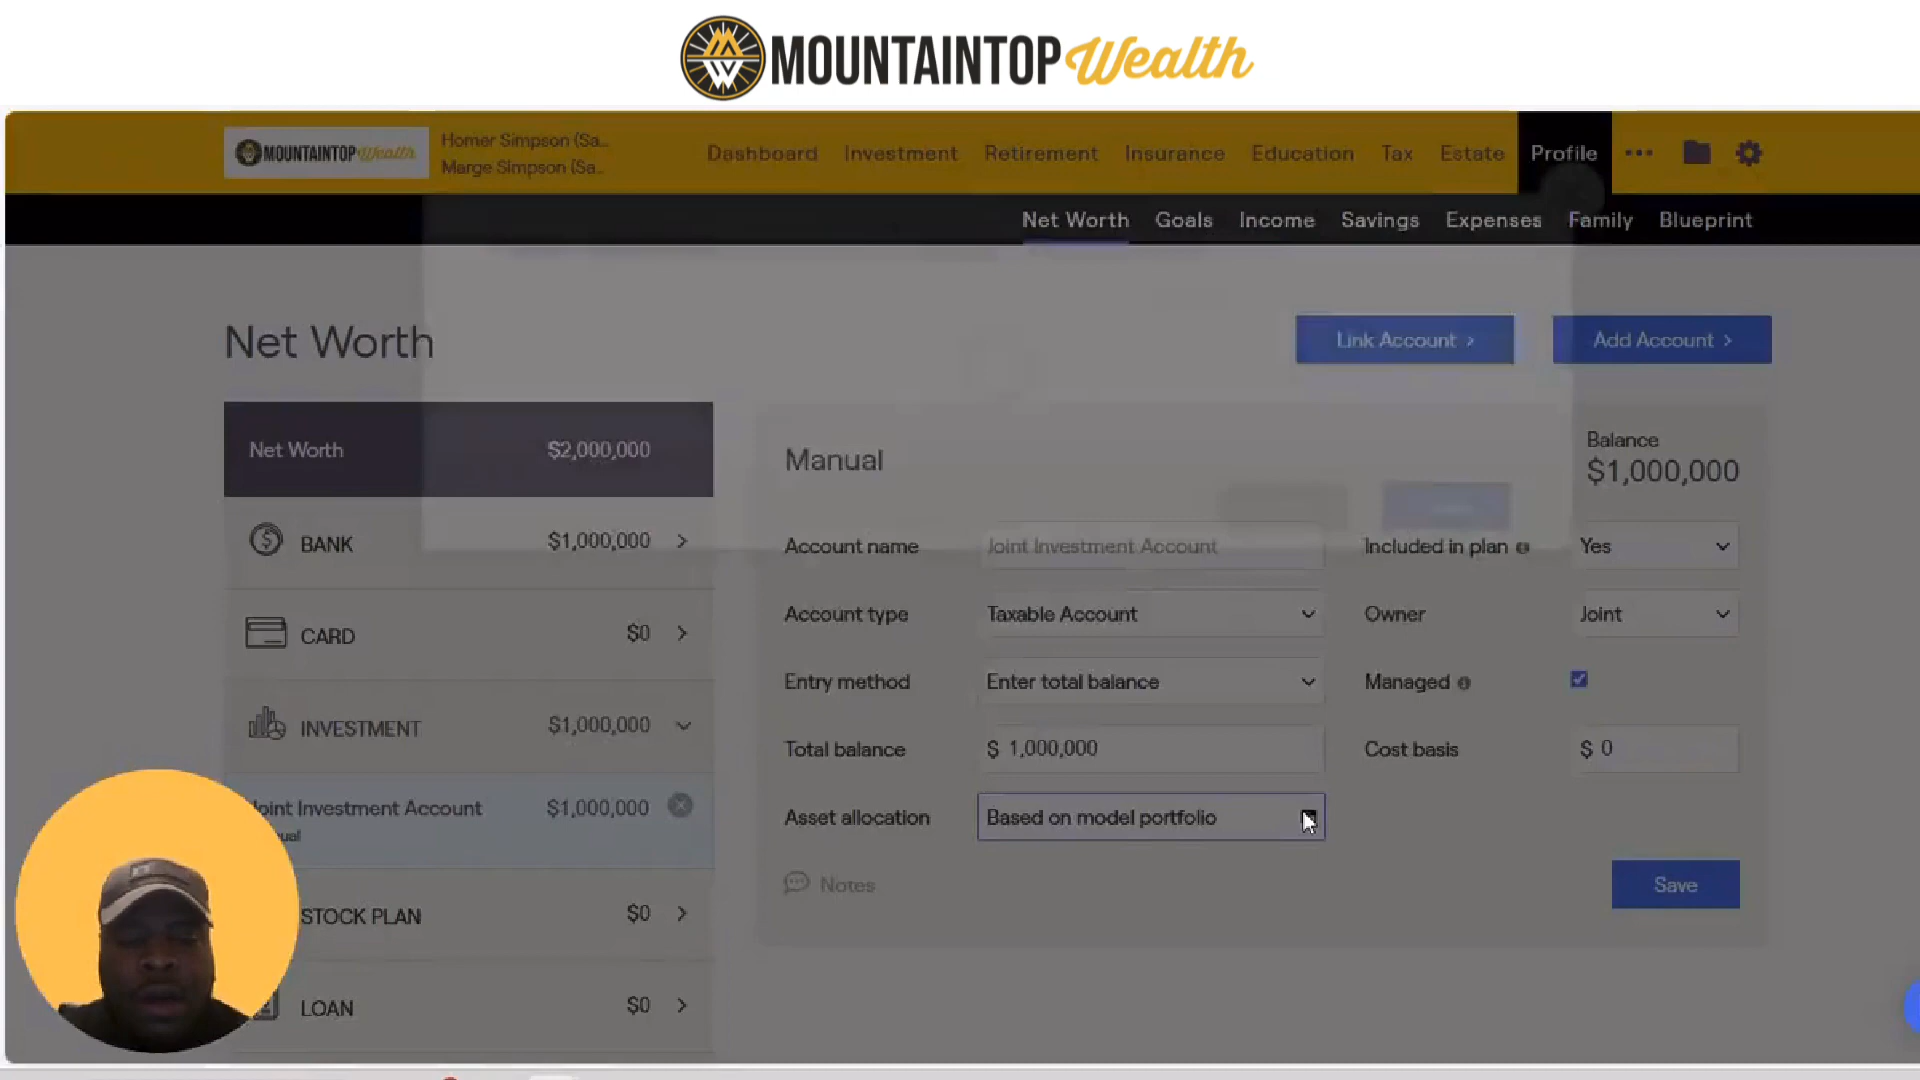 MOUNTAINTOP Wealth
MOUNTAINTOP Wealth
Homer Simpson (Sa...
Marge Simpson (Sa...
Dashboard Investment Retirement Insurance Education Tax Estate Profile
Net Worth Goals Income Savings Expenses Family Blueprint
Net Worth
Link Account >
Add Account >
Net Worth $2,000,000
BANK $1,000,000
CARD $0
INVESTMENT $1,000,000
Joint Investment Account $1,000,000
STOCK PLAN $0
LOAN $0
Manual
Balance
$1,000,000
Account name Joint Investment Account
Included in plan Yes
Account type Taxable Account
Owner Joint
Entry method Enter total balance
Managed
Total balance $ 1,000,000
Cost basis $ 0
Asset allocation Based on model portfolio
Notes
Save